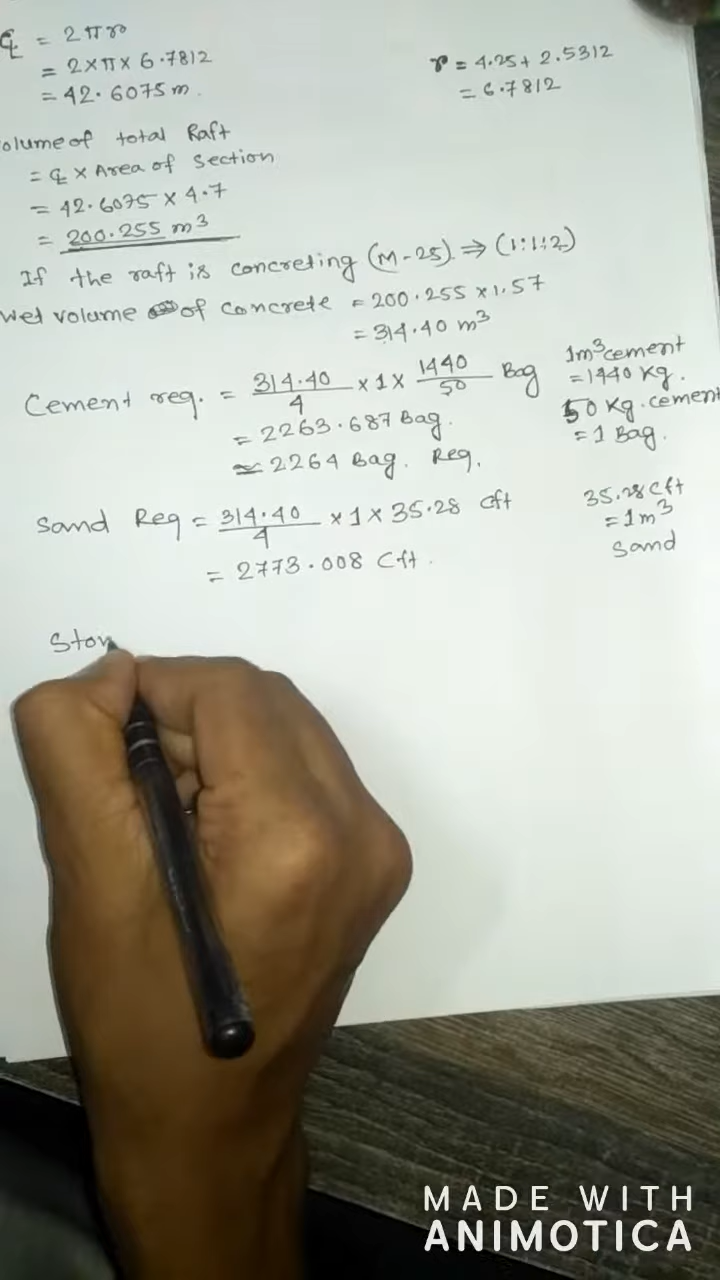 ℄ = 2πr
= 2×π× 6.7812
= 42.6075 m.
r = 4.25 + 2.5312
= 6.7812
olume of total Raft
= ℄ × Area of Section
= 42.6075 × 4.7
= 200.255 m³
If the raft is concreting (M-25). ⇒ (1:1:2)
Wet volume of concrete = 200.255 × 1.57
= 314.40 m³
Cement req. = 314.40/4 × 1 × 1440/50 Bag
= 2263.687 Bag.
≃ 2264 Bag. Req.
1m³ cement
= 1440 Kg.
50 Kg. cement
= 1 Bag.
Sand Req = 314.40/4 × 1 × 35.28 Cft
= 2773.008 Cft.
35.28 Cft
= 1m³
Sand
Ston
MADE WITH
ANIMOTICA